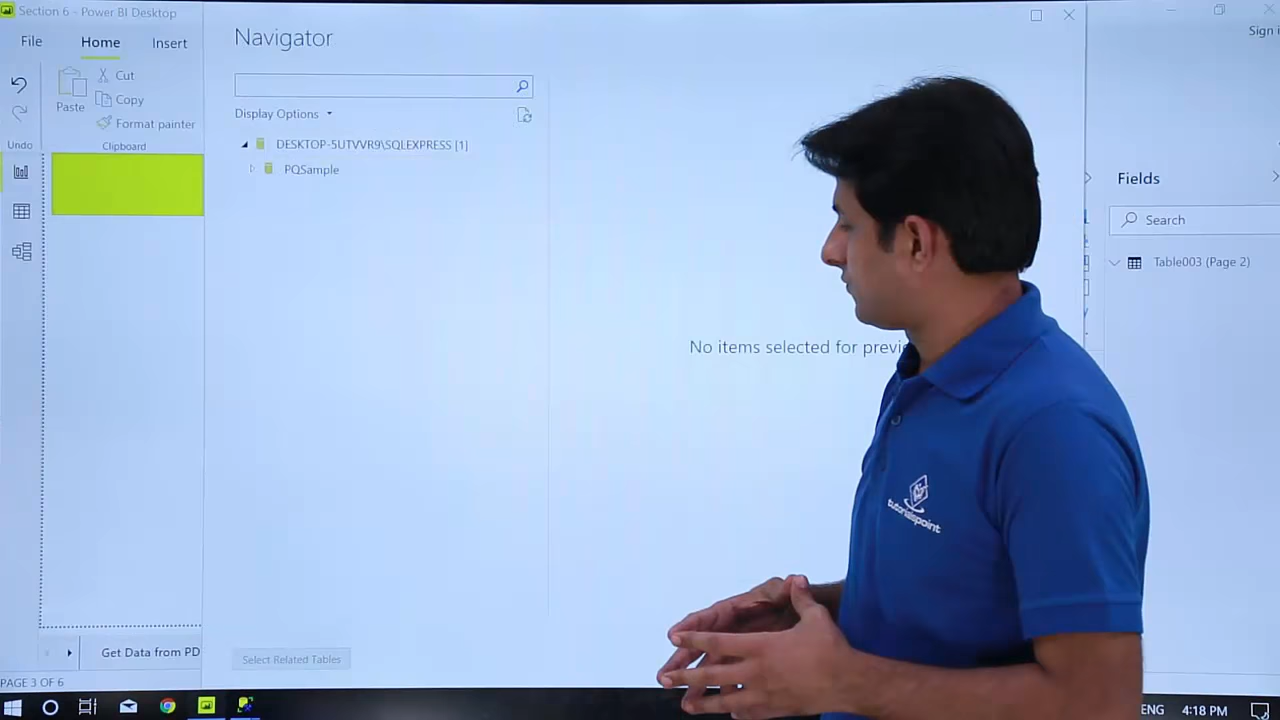 Section 6 - Power BI Desktop
File
Home
Insert
Sign i
Cut
Copy
Paste
Format painter
Undo
Clipboard
Navigator
Display Options
DESKTOP-5UTVVR9\SQLEXPRESS [1]
PQSample
No items selected for previ
Fields
Search
Table003 (Page 2)
tutorialspoint
Select Related Tables
Get Data from PD
PAGE 3 OF 6
ENG
4:18 PM